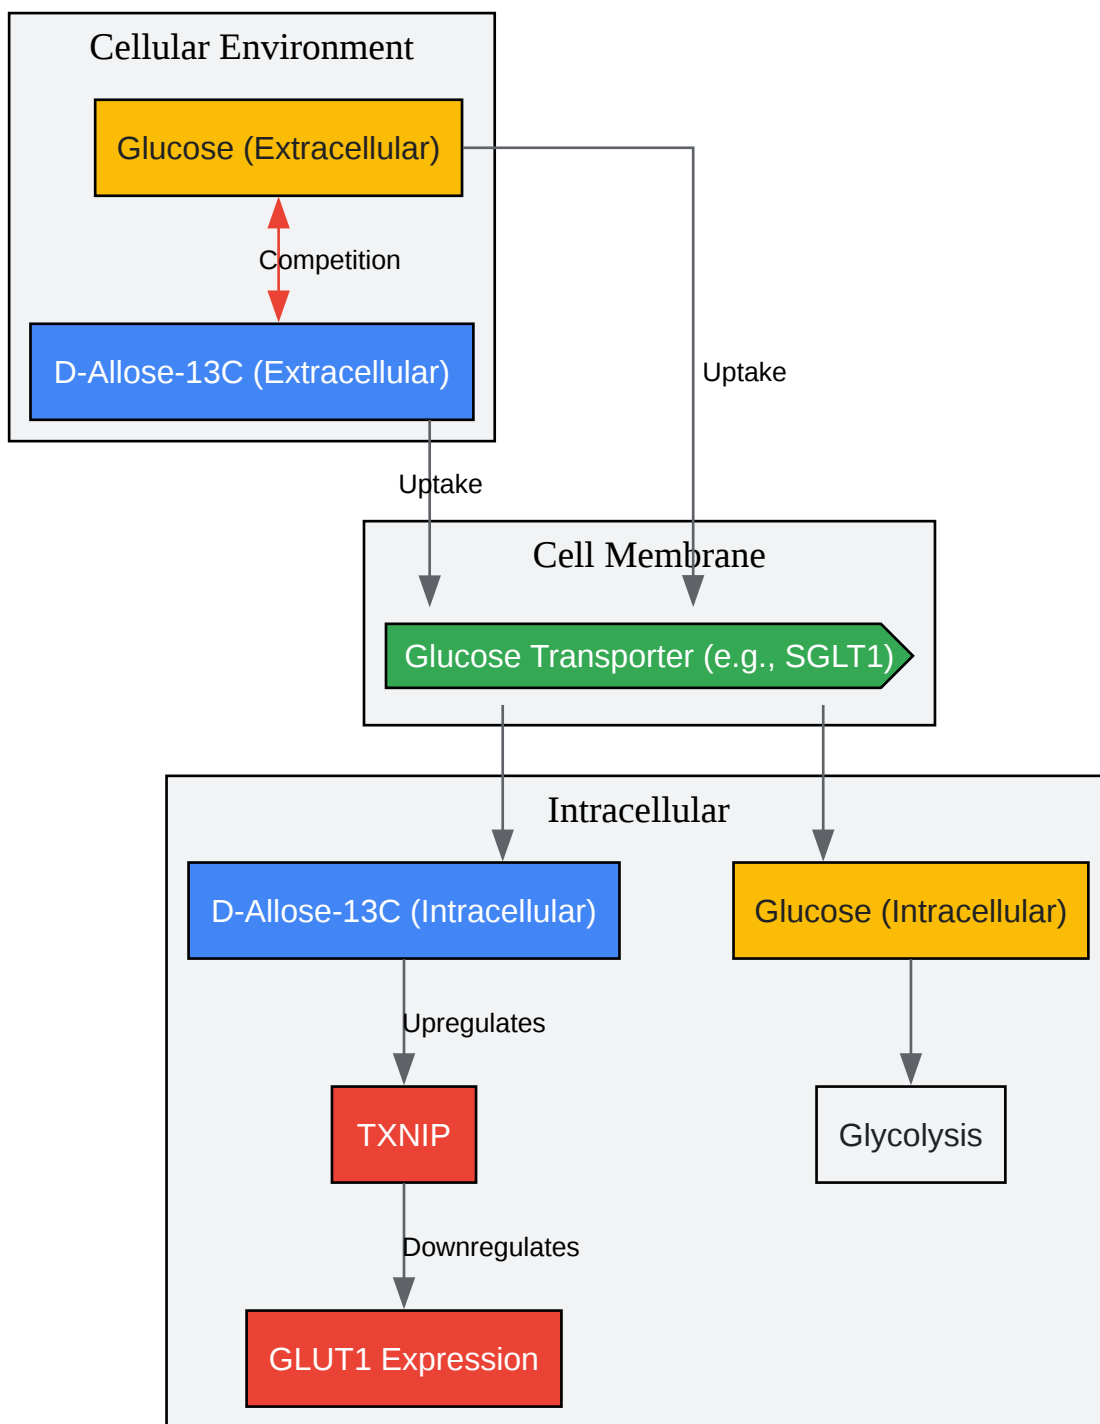 Cellular Environment
Glucose (Extracellular)
Competition
D-Allose-13C (Extracellular)
Uptake
Uptake
Cell Membrane
Glucose Transporter (e.g., SGLT1)
Intracellular
D-Allose-13C (Intracellular)
Glucose (Intracellular)
Upregulates
TXNIP
Glycolysis
Downregulates
GLUT1 Expression